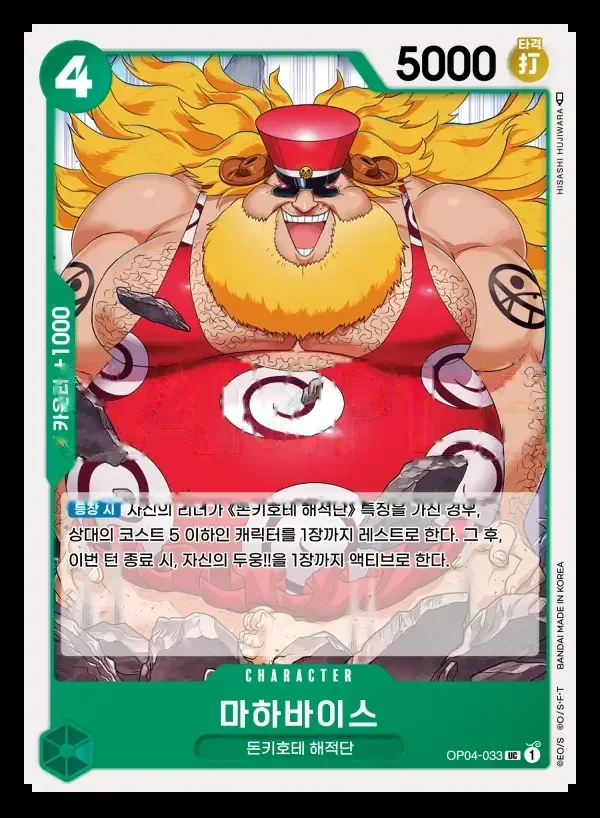 4
5000
타격
打
HISASHI HUJIWARA
카운터 +1000
등장 시 자신의 리더가 《돈키호테 해적단》 특징을 가진 경우,
상대의 코스트 5 이하인 캐릭터를 1장까지 레스트로 한다. 그 후,
이번 턴 종료 시, 자신의 두웅!!을 1장까지 액티브로 한다.
CHARACTER
마하바이스
돈키호테 해적단
OP04-033 UC 1
©EO/S ©O/S·F·T BANDAI MADE IN KOREA